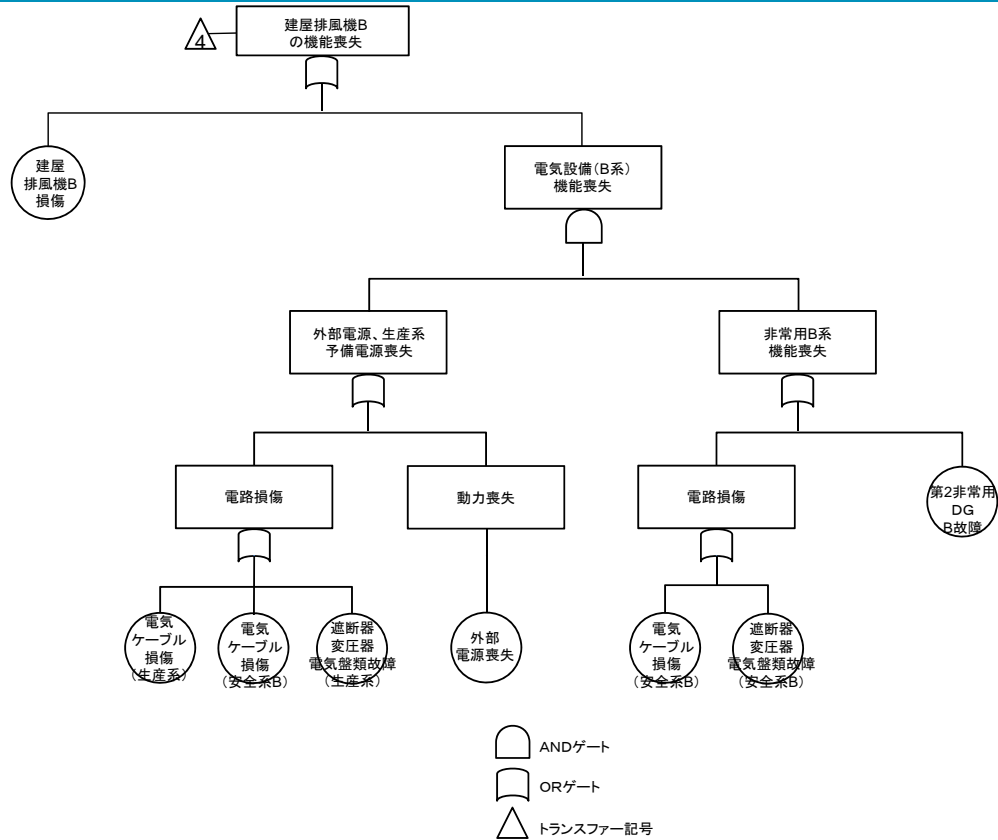 建屋排風機B
の機能喪失
4
建屋
排風機B
損傷
電気設備(B系)
機能喪失
外部電源、生産系
予備電源喪失
非常用B系
機能喪失
電路損傷
動力喪失
電路損傷
第2非常用
DG
B故障
電気
ケーブル
損傷
(生産系)
電気
ケーブル
損傷
(安全系B)
遮断器
変圧器
電気盤類故障
(生産系)
外部
電源喪失
電気
ケーブル
損傷
(安全系B)
遮断器
変圧器
電気盤類故障
(安全系B)
ANDゲート
ORゲート
トランスファー記号